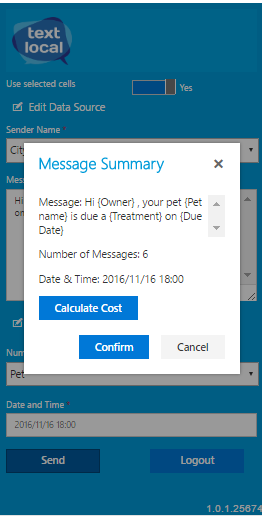 text
local
Use selected cells
Yes
Edit Data Source
Sender Name
City
Message Summary
×
Mes
Hi
on
Message: Hi {Owner} , your pet {Pet
name} is due a {Treatment} on {Due
Date}
Number of Messages: 6
Date & Time: 2016/11/16 18:00
Calculate Cost
Confirm
Cancel
Num
Pet
Date and Time
2016/11/16 18:00
Send
Logout
1.0.1.25674